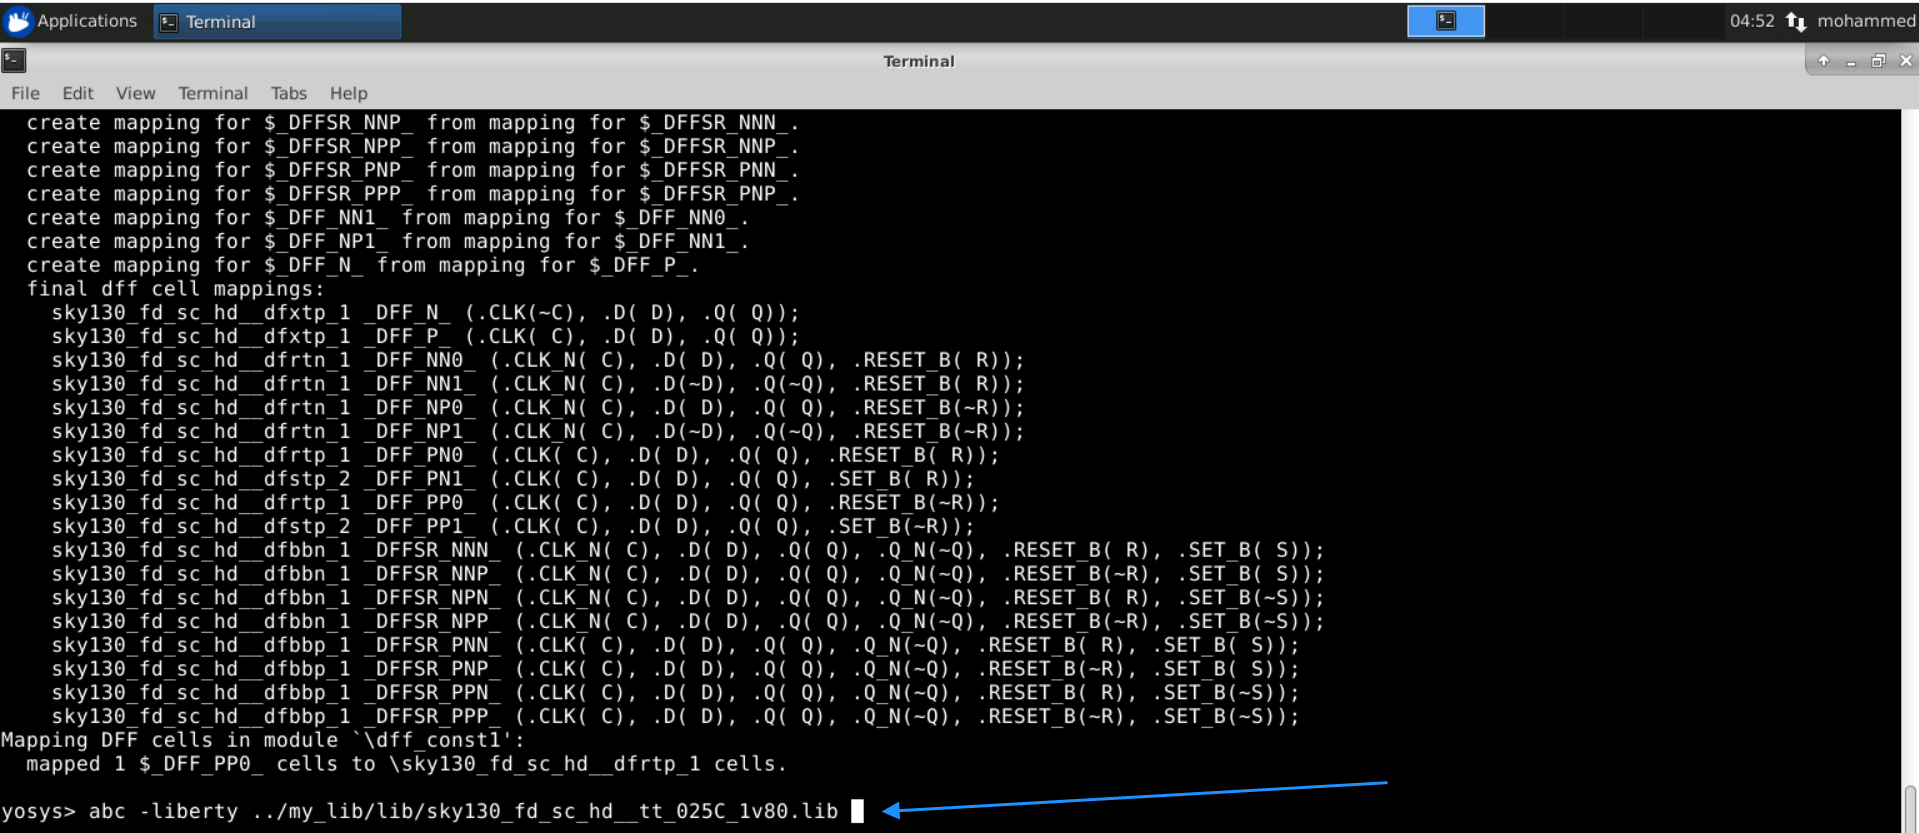 Applications Terminal 04:52 mohammed
Terminal
File Edit View Terminal Tabs Help
create mapping for $_DFFSR_NNP_ from mapping for $_DFFSR_NNN_.
create mapping for $_DFFSR_NPP_ from mapping for $_DFFSR_NNP_.
create mapping for $_DFFSR_PNP_ from mapping for $_DFFSR_PNN_.
create mapping for $_DFFSR_PPP_ from mapping for $_DFFSR_PNP_.
create mapping for $_DFF_NN1_ from mapping for $_DFF_NN0_.
create mapping for $_DFF_NP1_ from mapping for $_DFF_NN1_.
create mapping for $_DFF_N_ from mapping for $_DFF_P_.
final dff cell mappings:
sky130_fd_sc_hd__dfxtp_1 _DFF_N_ (.CLK(~C), .D( D), .Q( Q));
sky130_fd_sc_hd__dfxtp_1 _DFF_P_ (.CLK( C), .D( D), .Q( Q));
sky130_fd_sc_hd__dfrtn_1 _DFF_NN0_ (.CLK_N( C), .D( D), .Q( Q), .RESET_B( R));
sky130_fd_sc_hd__dfrtn_1 _DFF_NN1_ (.CLK_N( C), .D(~D), .Q(~Q), .RESET_B( R));
sky130_fd_sc_hd__dfrtn_1 _DFF_NP0_ (.CLK_N( C), .D( D), .Q( Q), .RESET_B(~R));
sky130_fd_sc_hd__dfrtn_1 _DFF_NP1_ (.CLK_N( C), .D(~D), .Q(~Q), .RESET_B(~R));
sky130_fd_sc_hd__dfrtp_1 _DFF_PN0_ (.CLK( C), .D( D), .Q( Q), .RESET_B( R));
sky130_fd_sc_hd__dfstp_2 _DFF_PN1_ (.CLK( C), .D( D), .Q( Q), .SET_B( R));
sky130_fd_sc_hd__dfrtp_1 _DFF_PP0_ (.CLK( C), .D( D), .Q( Q), .RESET_B(~R));
sky130_fd_sc_hd__dfstp_2 _DFF_PP1_ (.CLK( C), .D( D), .Q( Q), .SET_B(~R));
sky130_fd_sc_hd__dfbbn_1 _DFFSR_NNN_ (.CLK_N( C), .D( D), .Q( Q), .Q_N(~Q), .RESET_B( R), .SET_B( S));
sky130_fd_sc_hd__dfbbn_1 _DFFSR_NNP_ (.CLK_N( C), .D( D), .Q( Q), .Q_N(~Q), .RESET_B(~R), .SET_B( S));
sky130_fd_sc_hd__dfbbn_1 _DFFSR_NPN_ (.CLK_N( C), .D( D), .Q( Q), .Q_N(~Q), .RESET_B( R), .SET_B(~S));
sky130_fd_sc_hd__dfbbn_1 _DFFSR_NPP_ (.CLK_N( C), .D( D), .Q( Q), .Q_N(~Q), .RESET_B(~R), .SET_B(~S));
sky130_fd_sc_hd__dfbbp_1 _DFFSR_PNN_ (.CLK( C), .D( D), .Q( Q), .Q_N(~Q), .RESET_B( R), .SET_B( S));
sky130_fd_sc_hd__dfbbp_1 _DFFSR_PNP_ (.CLK( C), .D( D), .Q( Q), .Q_N(~Q), .RESET_B(~R), .SET_B( S));
sky130_fd_sc_hd__dfbbp_1 _DFFSR_PPN_ (.CLK( C), .D( D), .Q( Q), .Q_N(~Q), .RESET_B( R), .SET_B(~S));
sky130_fd_sc_hd__dfbbp_1 _DFFSR_PPP_ (.CLK( C), .D( D), .Q( Q), .Q_N(~Q), .RESET_B(~R), .SET_B(~S));
Mapping DFF cells in module `\dff_const1':
mapped 1 $_DFF_PP0_ cells to \sky130_fd_sc_hd__dfrtp_1 cells.
yosys> abc -liberty ../my_lib/lib/sky130_fd_sc_hd__tt_025C_1v80.lib